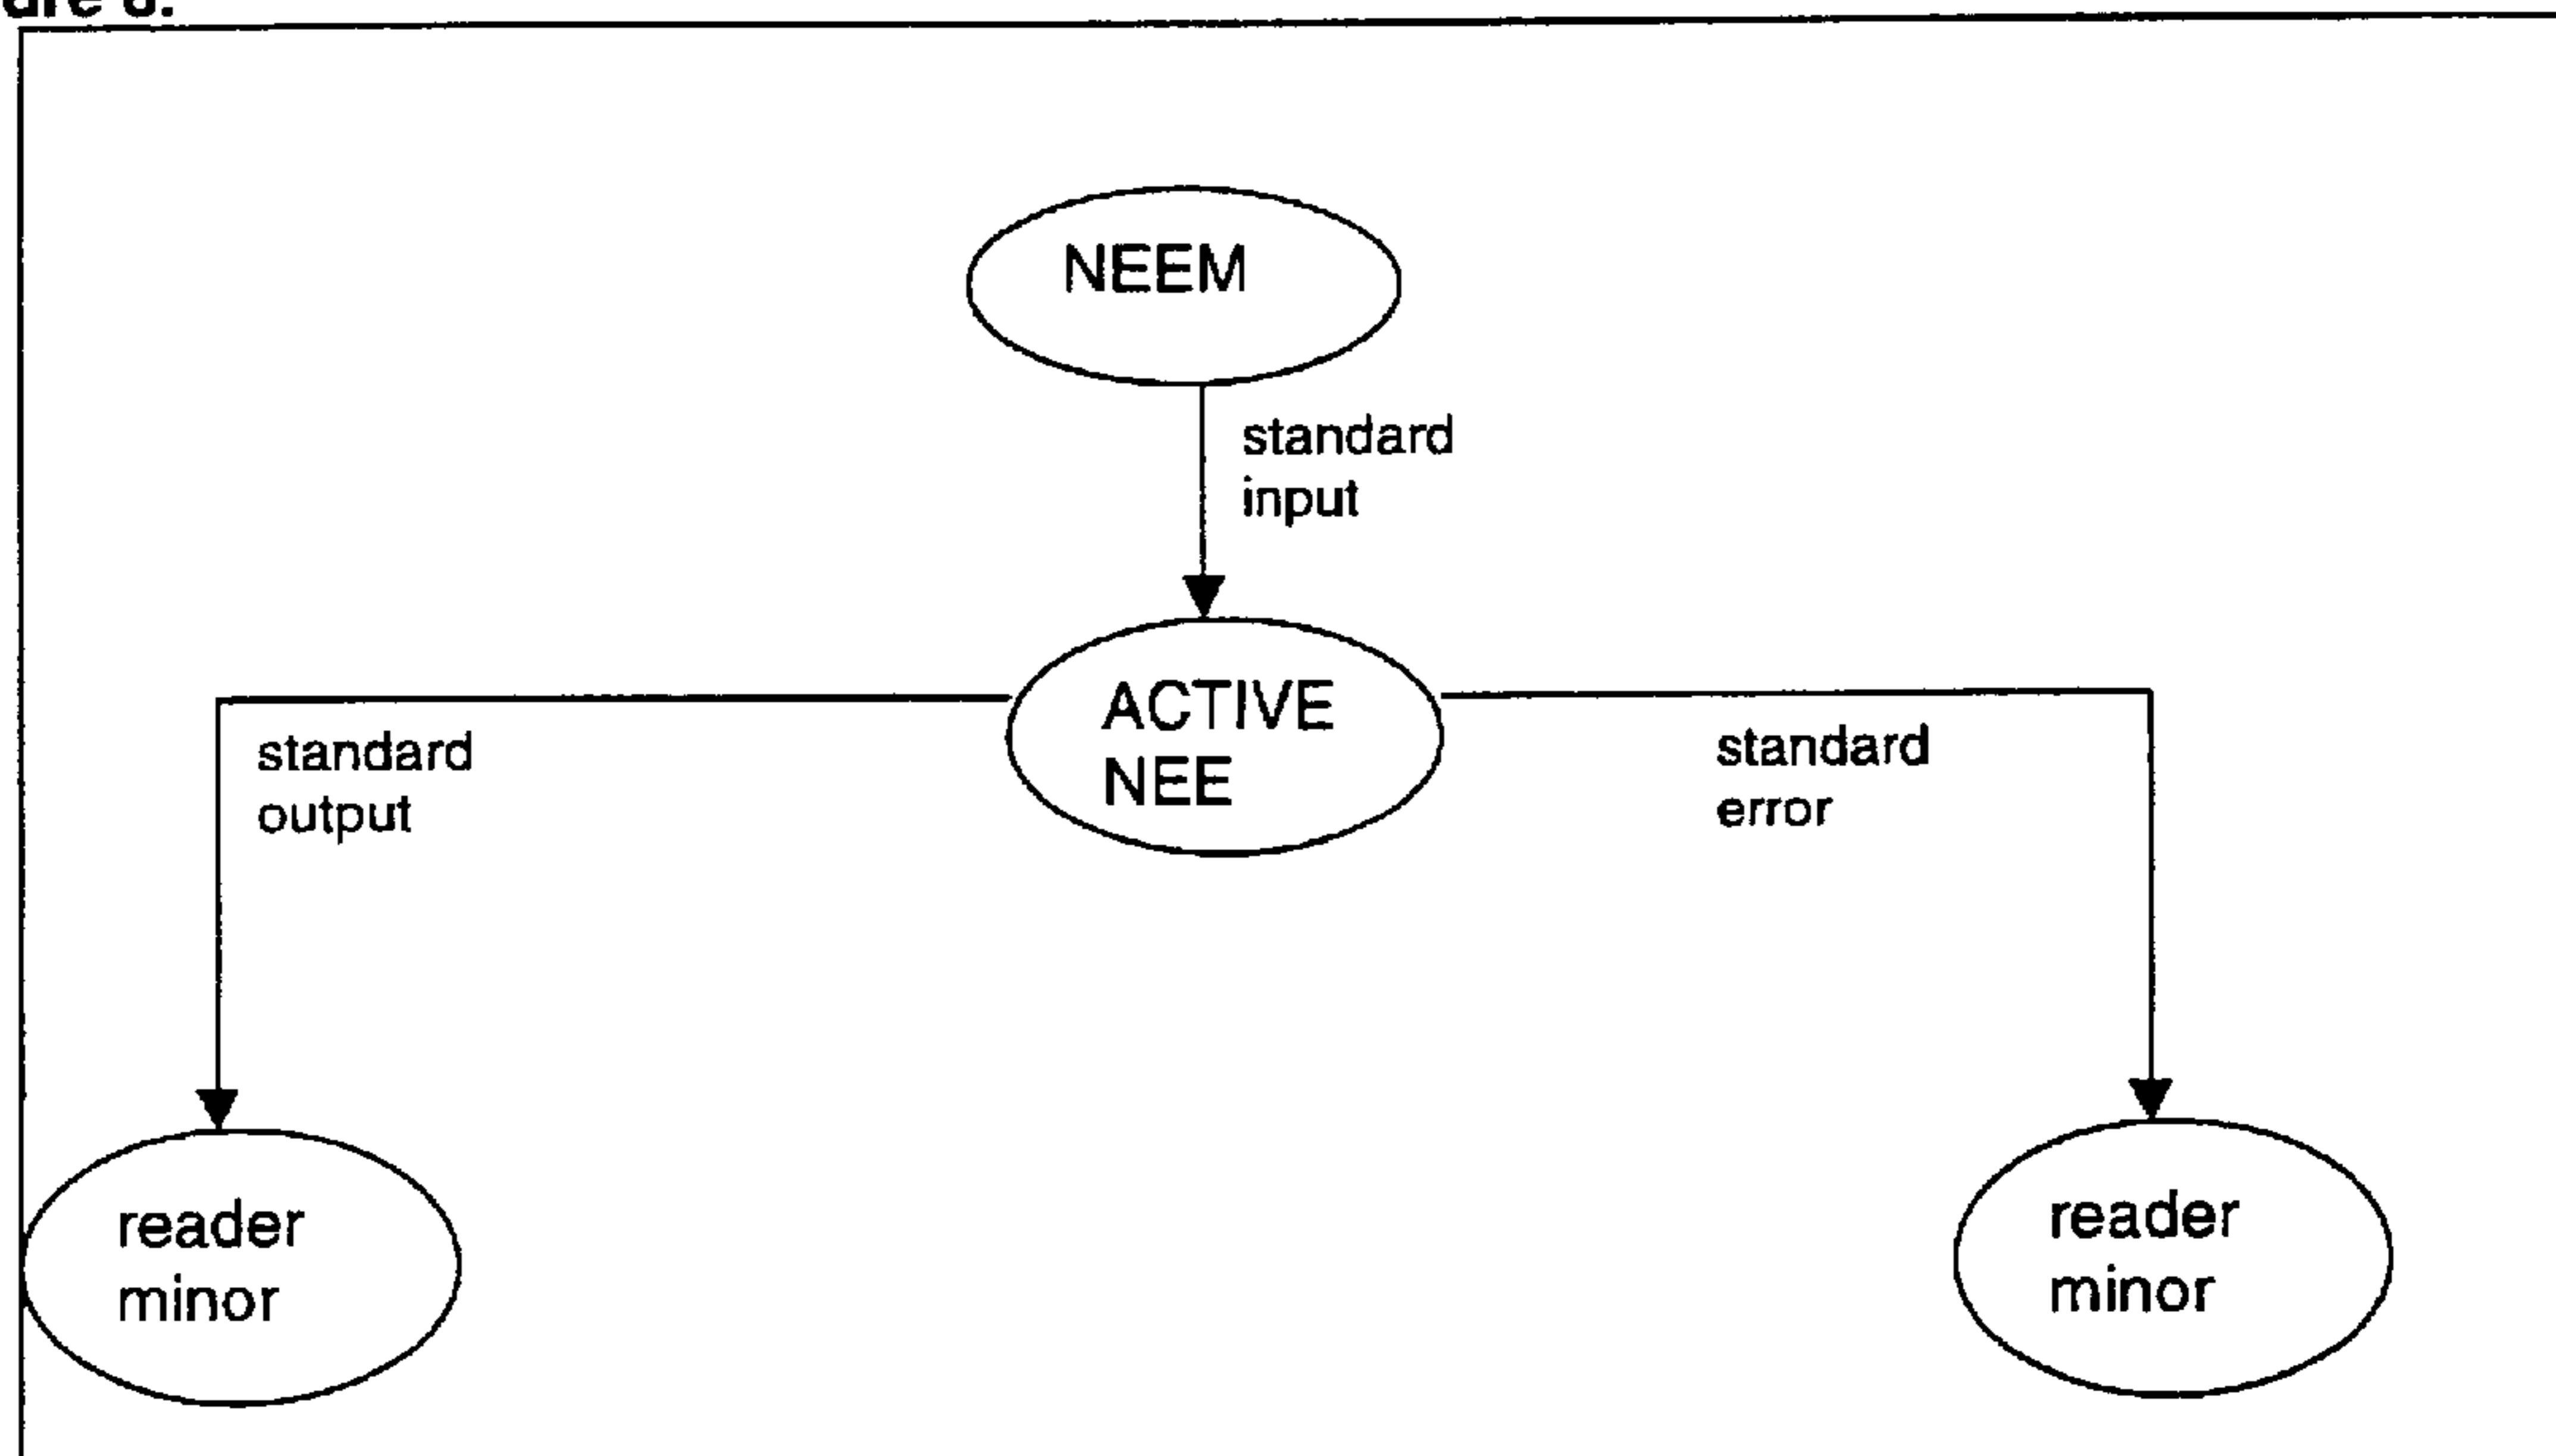 NEEM
standard
input
ACTIVE
NEE
standard
output
standard
error
reader
minor
reader
minor